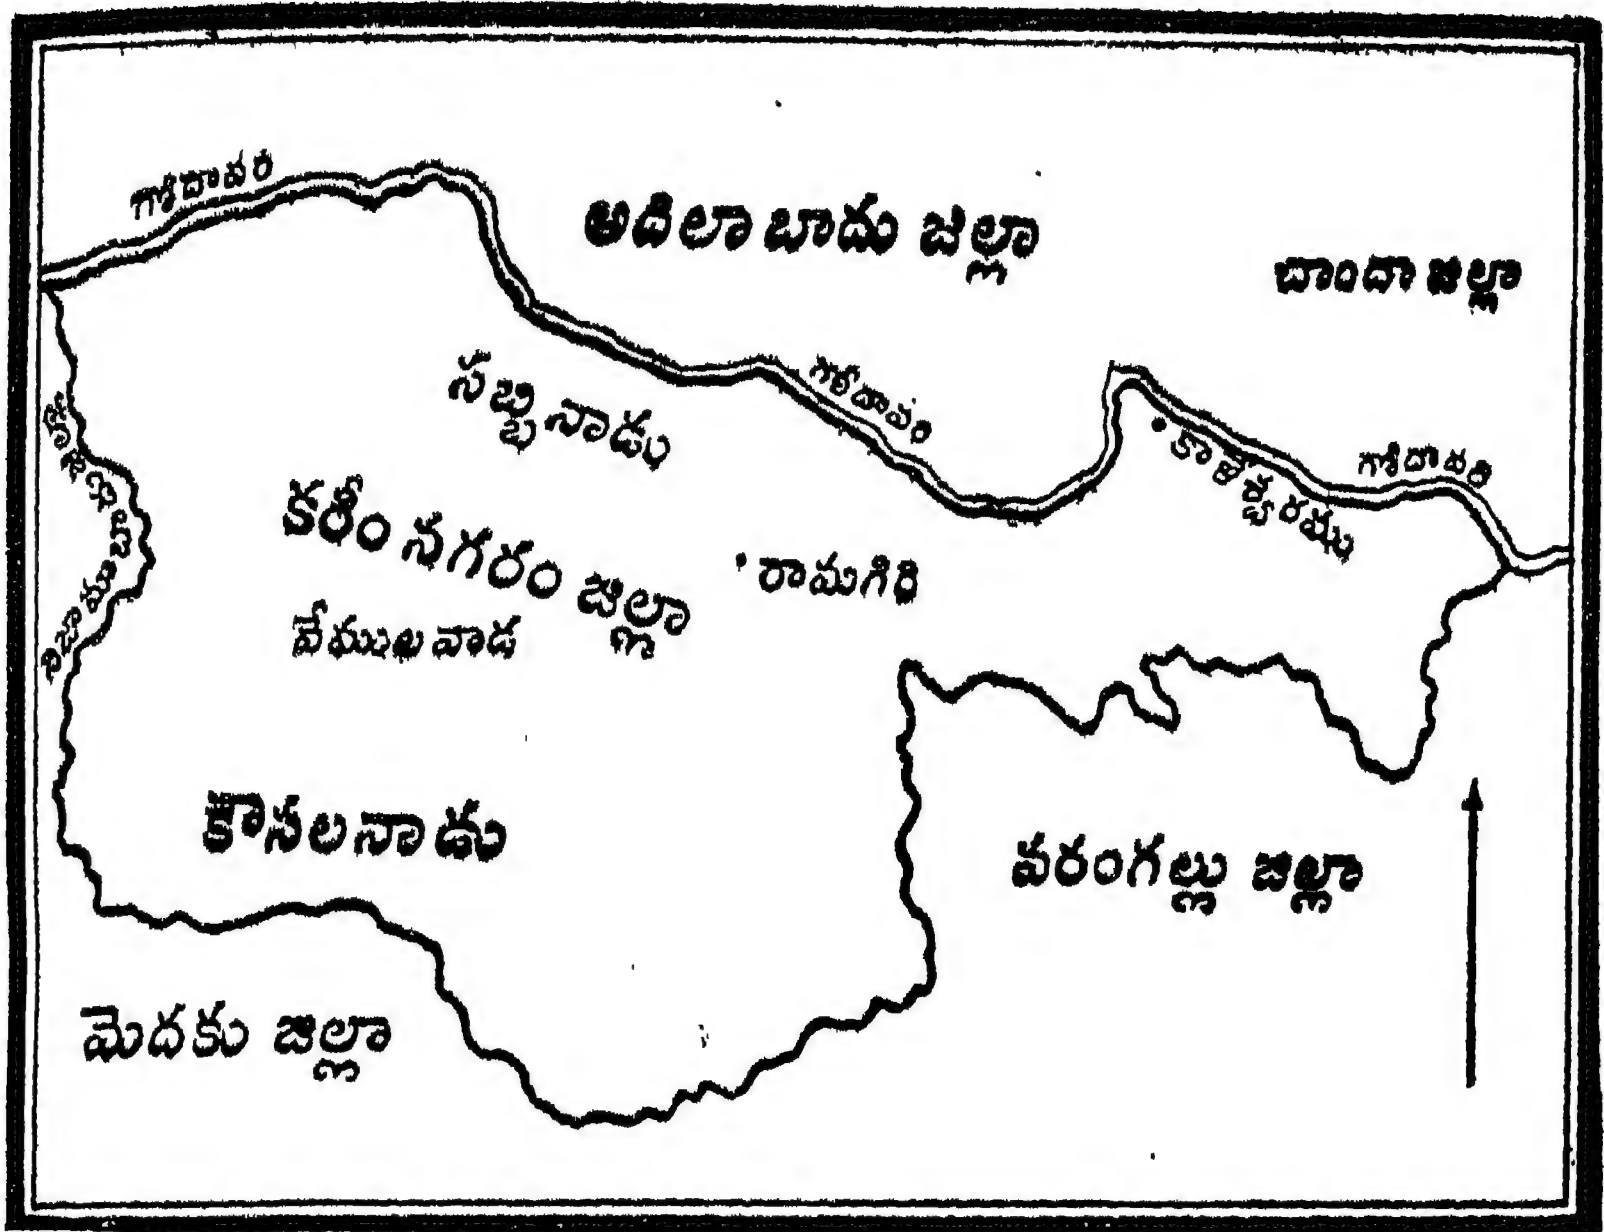 గోదావరి
అదిలాబాదు జిల్లా
చాందా జిల్లా
సబ్బినాడు
గోదావరి
కాళేశ్వరము
గోదావరి
కరీంనగరం జిల్లా
రామగిరి
వేములవాడ
నిజామాబాదు జిల్లా
కౌసలనాడు
వరంగల్లు జిల్లా
మెదకు జిల్లా